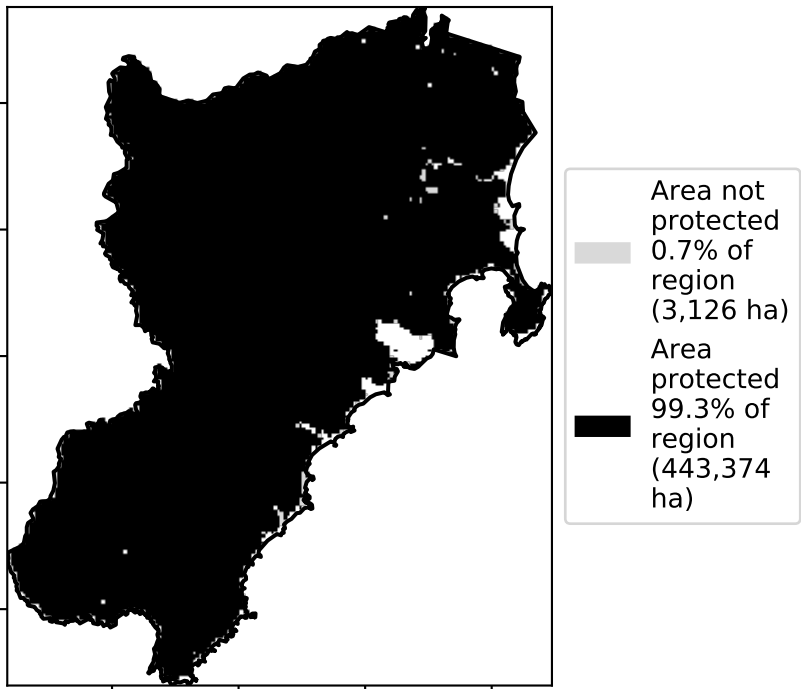 Area not
protected
0.7% of
region
(3,126 ha)
Area
protected
99.3% of
region
(443,374
ha)